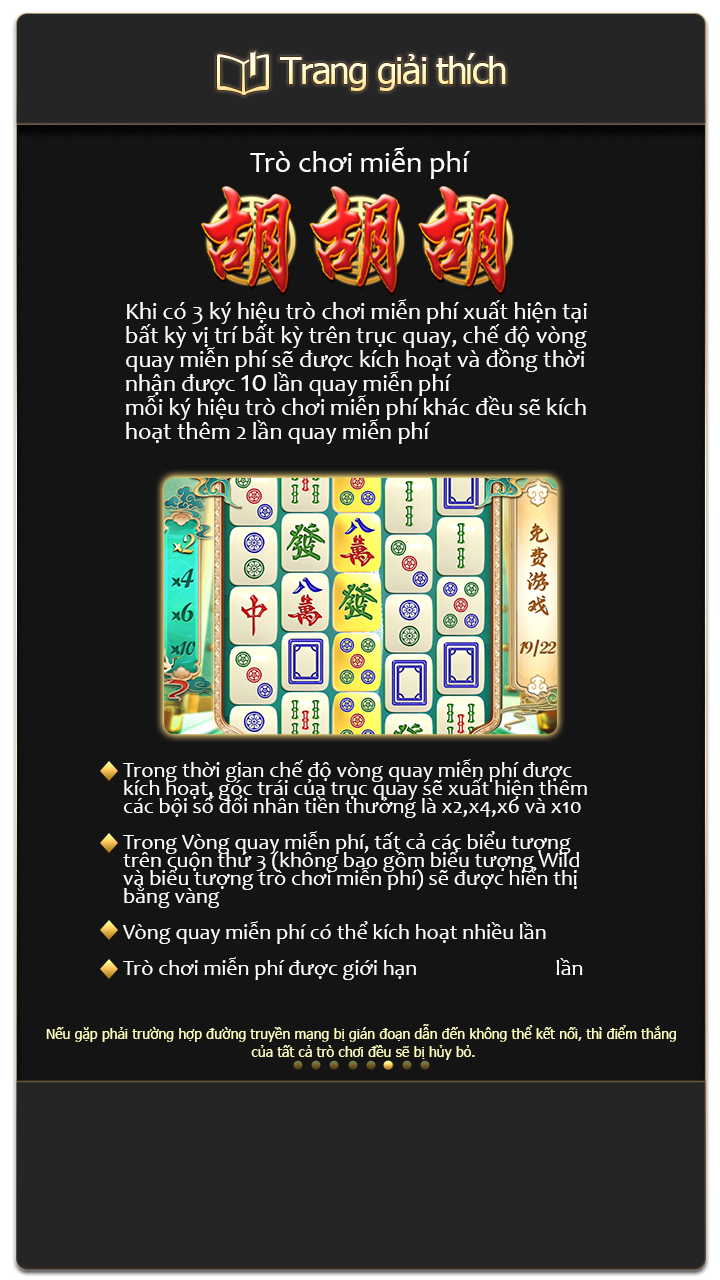 Trang giải thích
Trò chơi miễn phí
胡 胡 胡
Khi có 3 ký hiệu trò chơi miễn phí xuất hiện tại
bất kỳ vị trí bất kỳ trên trục quay, chế độ vòng
quay miễn phí sẽ được kích hoạt và đồng thời
nhận được 10 lần quay miễn phí
mỗi ký hiệu trò chơi miễn phí khác đều sẽ kích
hoạt thêm 2 lần quay miễn phí
x2
x4
x6
x10
發
八萬
中
八萬
發
免费游戏
19/22
Trong thời gian chế độ vòng quay miễn phí được
kích hoạt, góc trái của trục quay sẽ xuất hiện thêm
các bội số đổi nhân tiền thưởng là x2,x4,x6 và x10
Trong Vòng quay miễn phí, tất cả các biểu tượng
trên cuộn thứ 3 (không bao gồm biểu tượng Wild
và biểu tượng trò chơi miễn phí) sẽ được hiển thị
bằng vàng
Vòng quay miễn phí có thể kích hoạt nhiều lần
Trò chơi miễn phí được giới hạn lần
Nếu gặp phải trường hợp đường truyền mạng bị gián đoạn dẫn đến không thể kết nối, thì điểm thắng
của tất cả trò chơi đều sẽ bị hủy bỏ.